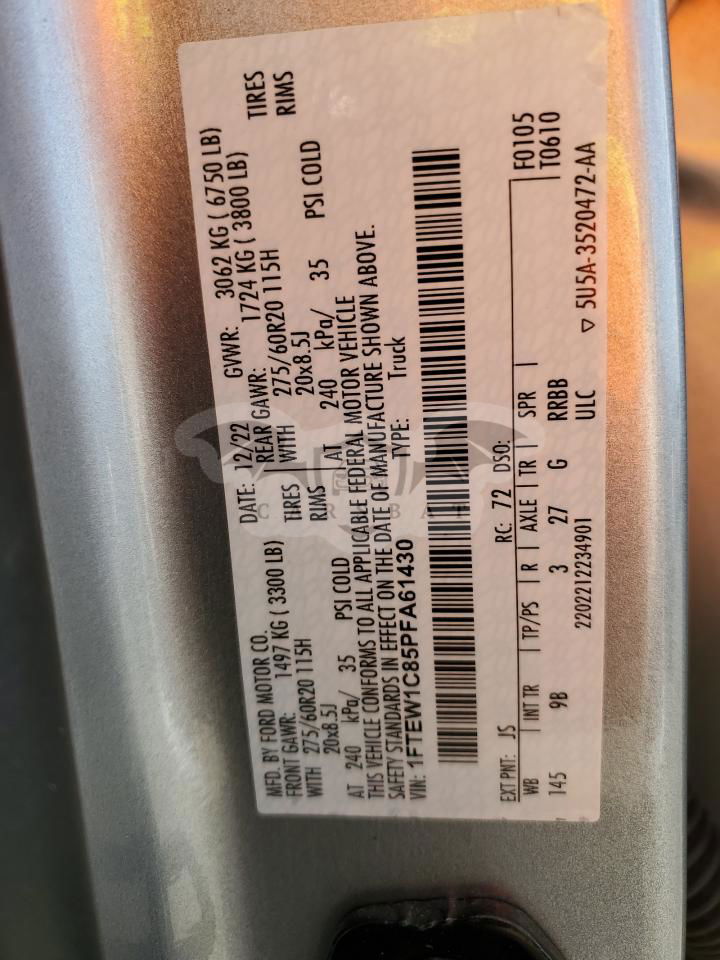 MFD. BY FORD MOTOR CO. DATE: 12/22 GVWR: 3062 KG ( 6750 LB)
FRONT GAWR: 1497 KG ( 3300 LB) REAR GAWR: 1724 KG ( 3800 LB)
WITH 275/60R20 115H TIRES WITH 275/60R20 115H TIRES
20x8.5J RIMS 20x8.5J RIMS
AT 240 kPa/ 35 PSI COLD AT 240 kPa/ 35 PSI COLD
THIS VEHICLE CONFORMS TO ALL APPLICABLE FEDERAL MOTOR VEHICLE
SAFETY STANDARDS IN EFFECT ON THE DATE OF MANUFACTURE SHOWN ABOVE.
VIN: 1FTEW1C85PFA61430 TYPE: Truck
EXT PNT: JS RC: 72 DSO: F0105
WB INT TR TP/PS R AXLE TR SPR T0610
145 9B 3 27 G RRBB
2202212234901 ULC ▽ 5U5A-3520472-AA
CARBAT